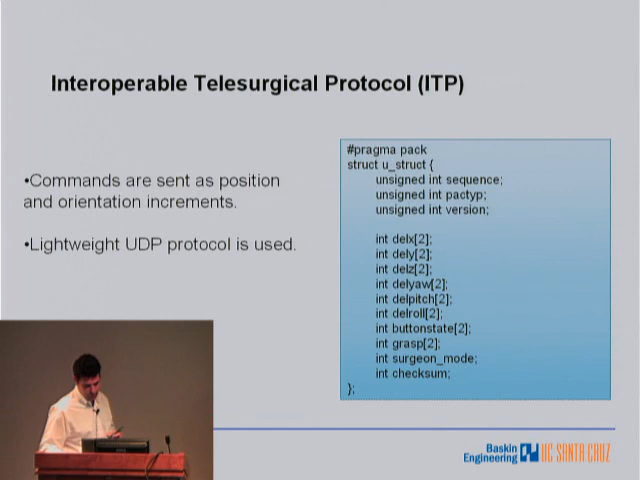 Interoperable Telesurgical Protocol (ITP)
•Commands are sent as position
and orientation increments.
•Lightweight UDP protocol is used.
#pragma pack
struct u_struct {
unsigned int sequence;
unsigned int pactyp;
unsigned int version;
int delx[2];
int dely[2];
int delz[2];
int delyaw[2];
int delpitch[2];
int delroll[2];
int buttonstate[2];
int grasp[2];
int surgeon_mode;
int checksum;
};
Baskin
Engineering
UC SANTA CRUZ